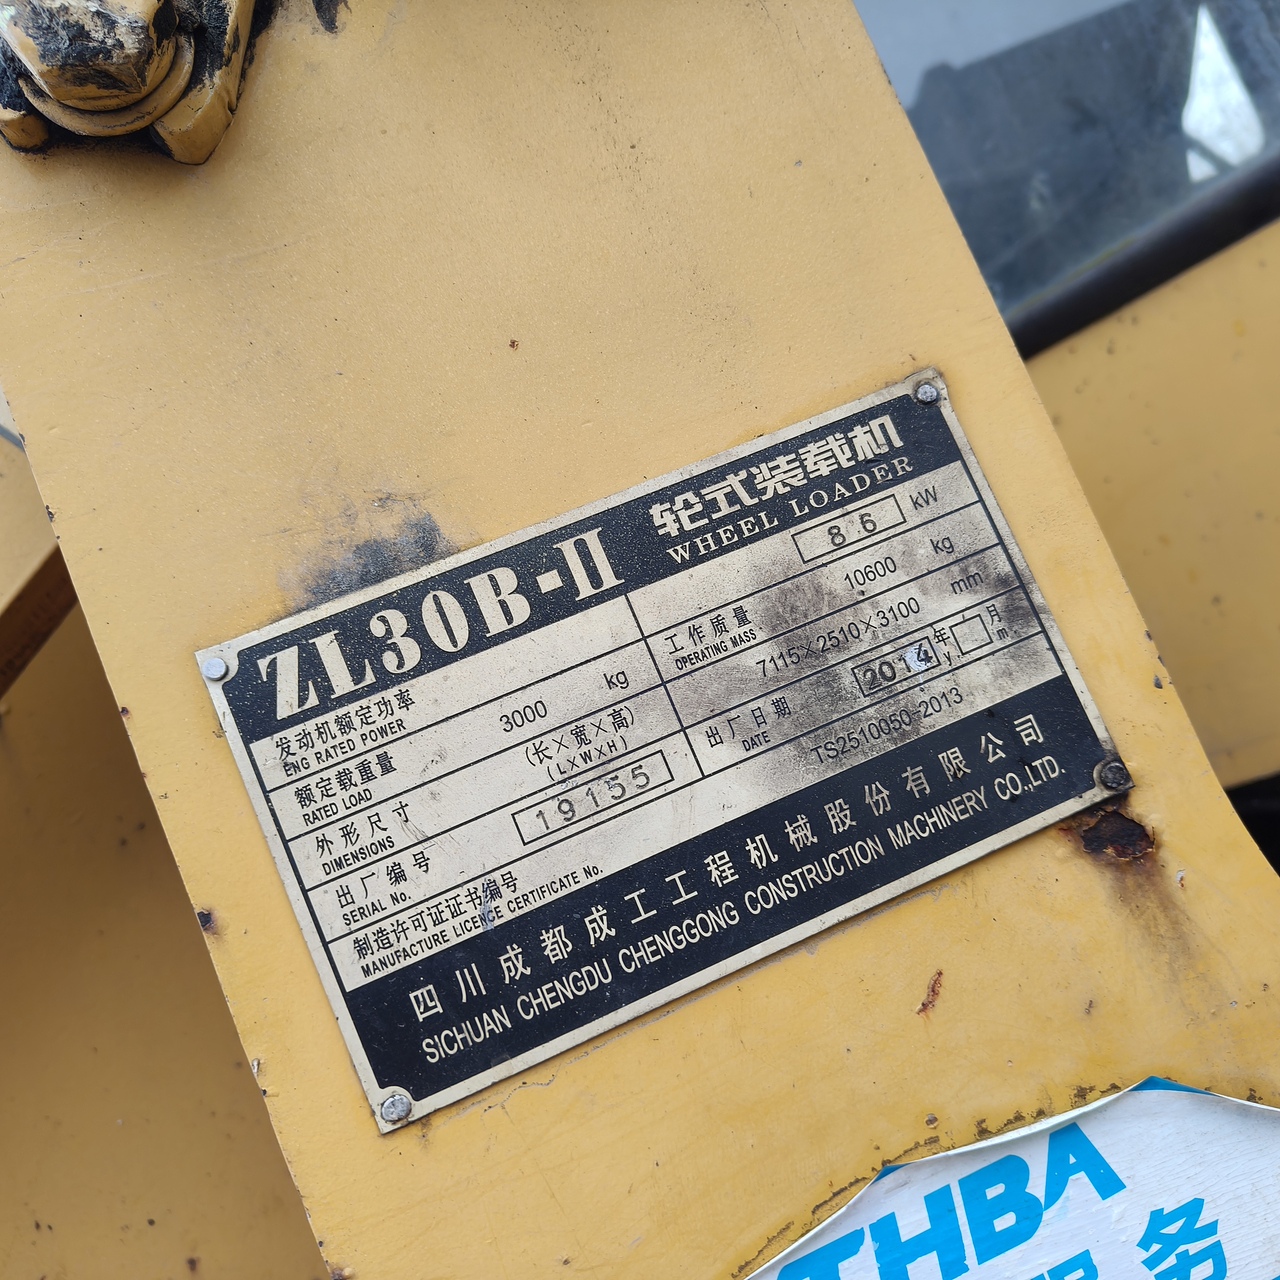 ZL30B-II 轮式装载机
WHEEL LOADER
发动机额定功率 86 kW
ENG RATED POWER
额定载重量 3000 kg 工作质量 10600 kg
RATED LOAD OPERATING MASS
外形尺寸 (长×宽×高) 7115×2510×3100 mm
DIMENSIONS (L×W×H)
出厂编号 19155 出厂日期 2014 年 月
SERIAL No. DATE y. m.
制造许可证证书编号 TS2510050-2013
MANUFACTURE LICENCE CERTIFICATE No.
四川成都成工工程机械股份有限公司
SICHUAN CHENGDU CHENGGONG CONSTRUCTION MACHINERY CO.,LTD.
THBA
服务